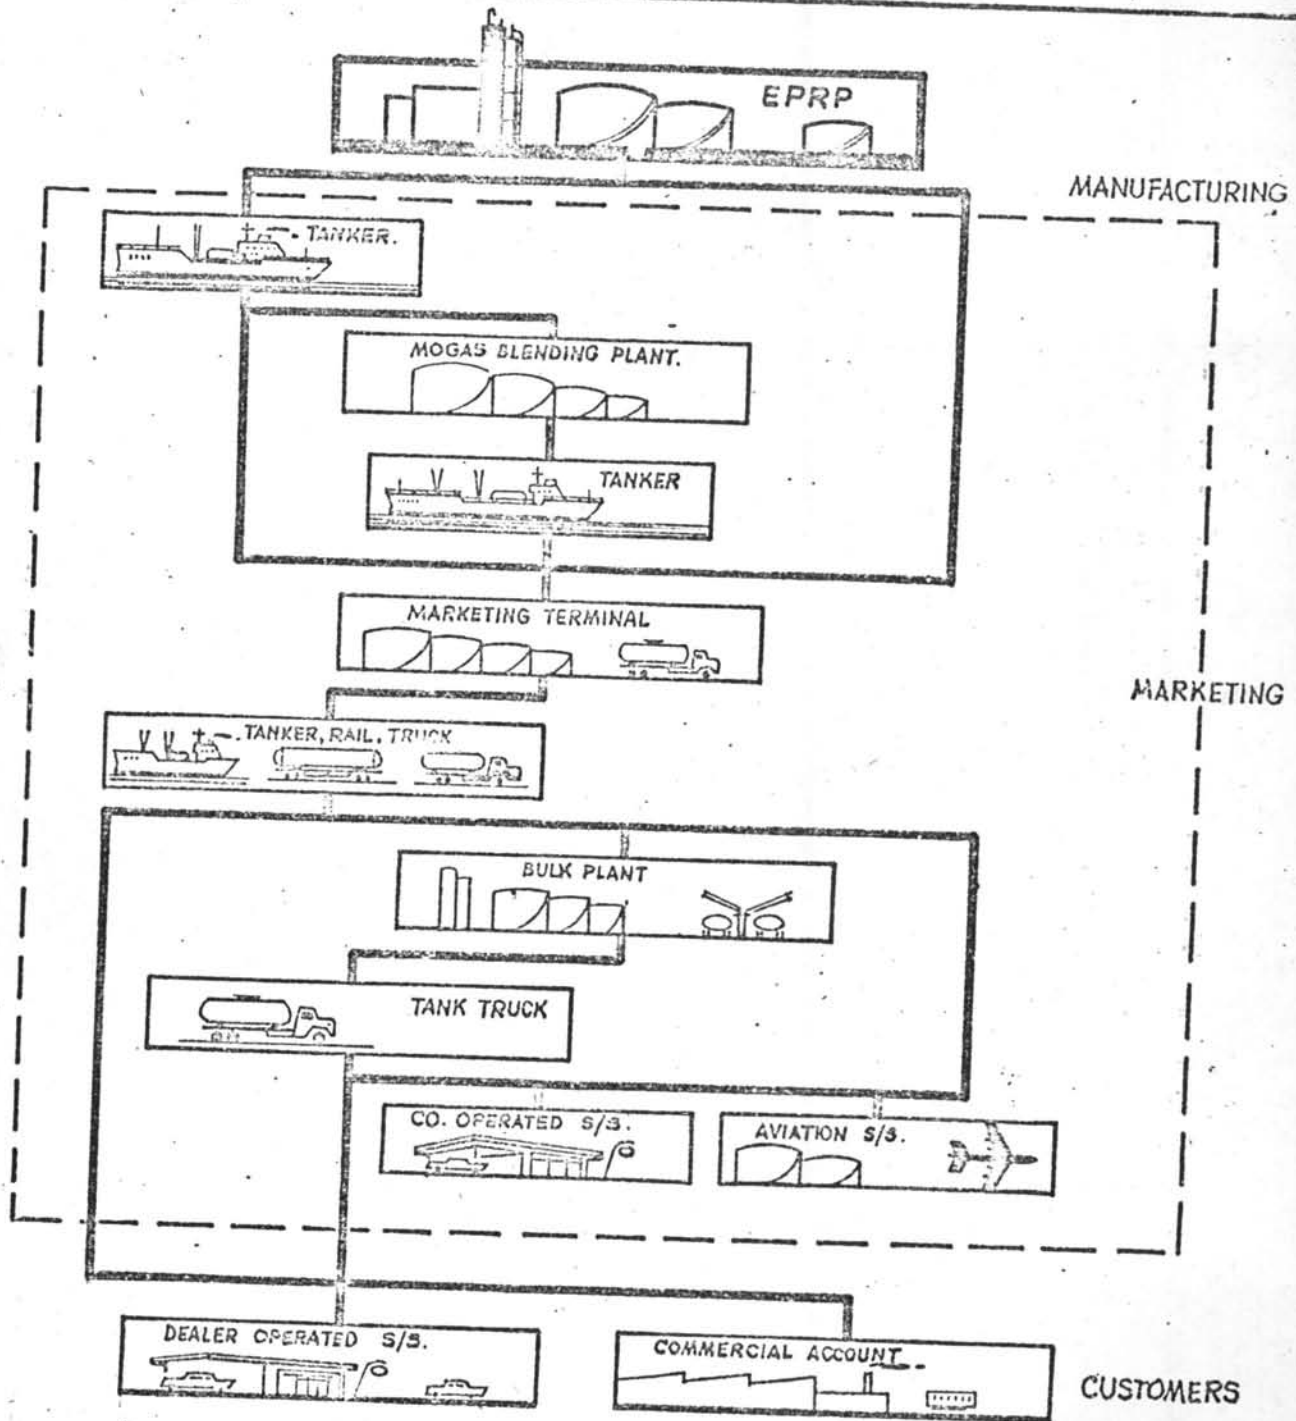 EPRP
MANUFACTURING
TANKER.
MOGAS BLENDING PLANT.
TANKER
MARKETING TERMINAL
MARKETING
TANKER, RAIL, TRUCK
BULK PLANT
TANK TRUCK
CO. OPERATED S/S.
AVIATION S/S.
DEALER OPERATED S/S.
COMMERCIAL ACCOUNT
CUSTOMERS